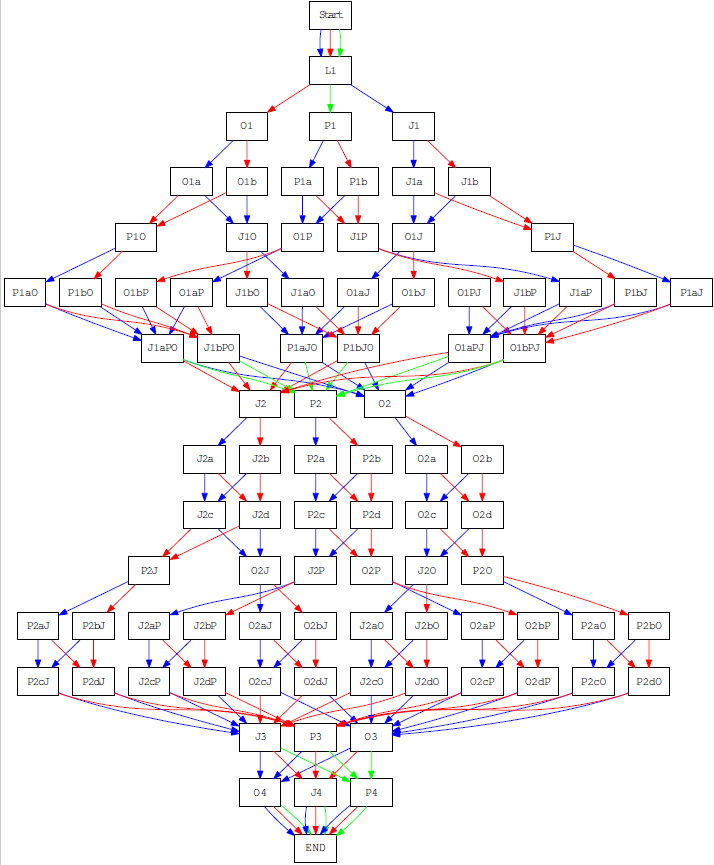 Start
L1
O1 P1 J1
O1a O1b P1a P1b J1a J1b
P1O J1O O1P J1P O1J P1J
P1aO P1bO O1bP O1aP J1bO J1aO O1aJ O1bJ O1PJ J1bP J1aP P1bJ P1aJ
J1aPO J1bPO P1aJO P1bJO O1aPJ O1bPJ
J2 P2 O2
J2a J2b P2a P2b O2a O2b
J2c J2d P2c P2d O2c O2d
P2J O2J J2P O2P J2O P2O
P2aJ P2bJ J2aP J2bP O2aJ O2bJ J2aO J2bO O2aP O2bP P2aO P2bO
P2cJ P2dJ J2cP J2dP O2cJ O2dJ J2cO J2dO O2cP O2dP P2cO P2dO
J3 P3 O3
O4 J4 P4
END